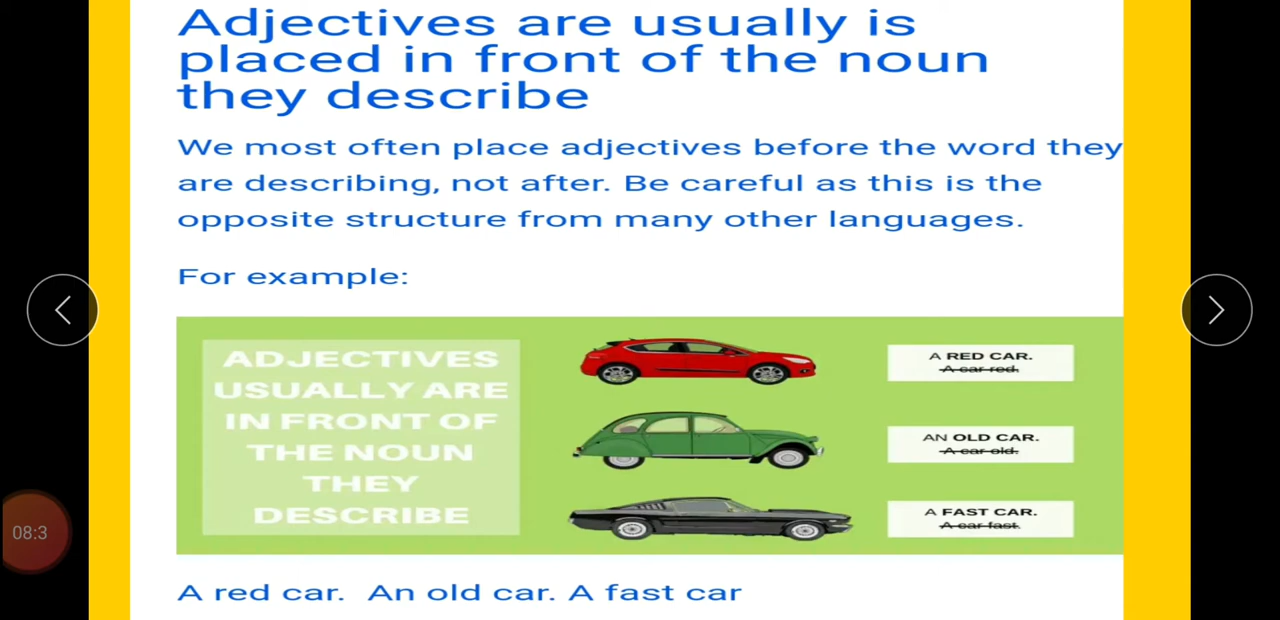 Adjectives are usually is
placed in front of the noun
they describe
We most often place adjectives before the word they
are describing, not after. Be careful as this is the
opposite structure from many other languages.
For example:
ADJECTIVES
USUALLY ARE
IN FRONT OF
THE NOUN
THEY
DESCRIBE
A RED CAR.
A car red.
AN OLD CAR.
A car old.
A FAST CAR.
A car fast.
08:3
A red car.  An old car. A fast car